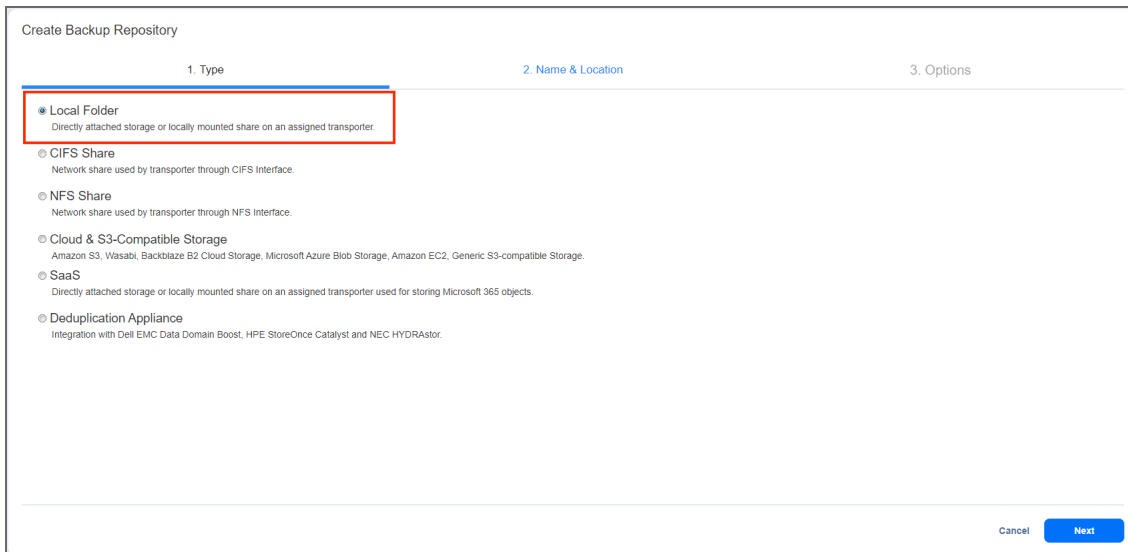 Create Backup Repository
1. Type
2. Name & Location
3. Options
Local Folder
Directly attached storage or locally mounted share on an assigned transporter.
CIFS Share
Network share used by transporter through CIFS Interface.
NFS Share
Network share used by transporter through NFS Interface.
Cloud & S3-Compatible Storage
Amazon S3, Wasabi, Backblaze B2 Cloud Storage, Microsoft Azure Blob Storage, Amazon EC2, Generic S3-compatible Storage.
SaaS
Directly attached storage or locally mounted share on an assigned transporter used for storing Microsoft 365 objects.
Deduplication Appliance
Integration with Dell EMC Data Domain Boost, HPE StoreOnce Catalyst and NEC HYDRAstor.
Cancel
Next